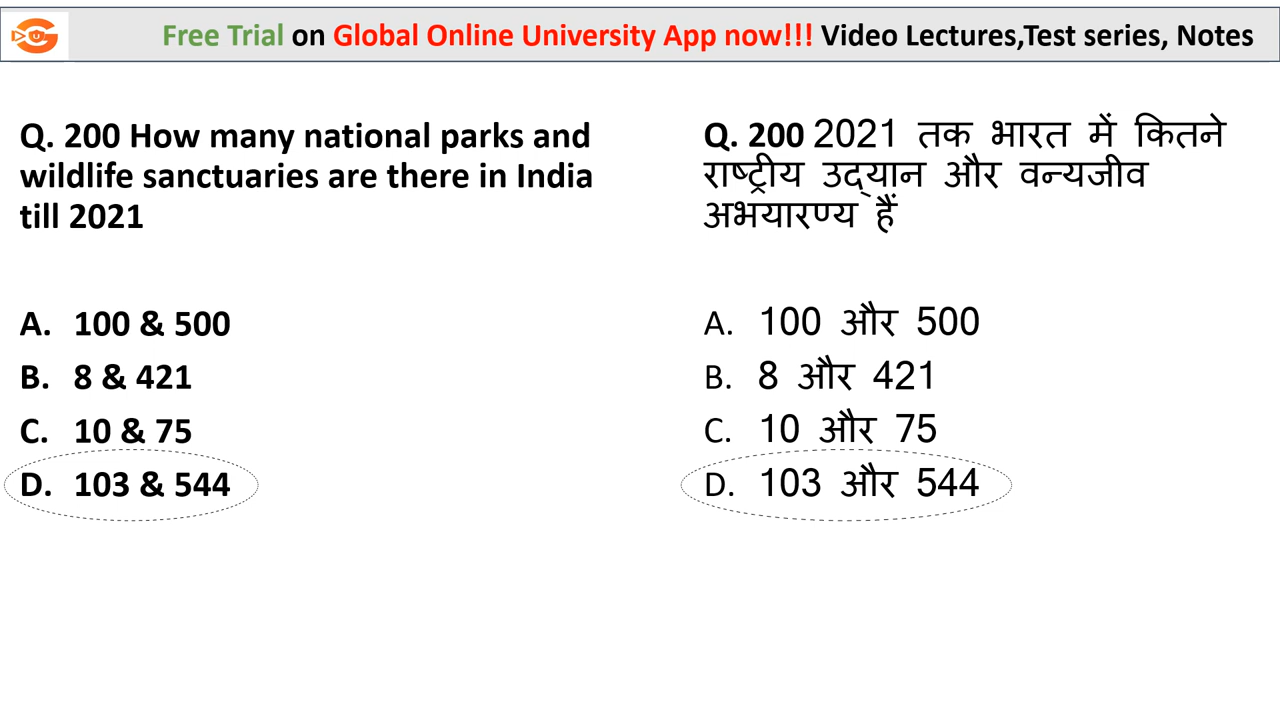 Free Trial on Global Online University App now!!! Video Lectures,Test series, Notes
Q. 200 How many national parks and
wildlife sanctuaries are there in India
till 2021
A. 100 & 500
B. 8 & 421
C. 10 & 75
D. 103 & 544
Q. 200 2021 तक भारत में कितने
राष्ट्रीय उद्यान और वन्यजीव
अभयारण्य हैं
A. 100 और 500
B. 8 और 421
C. 10 और 75
D. 103 और 544